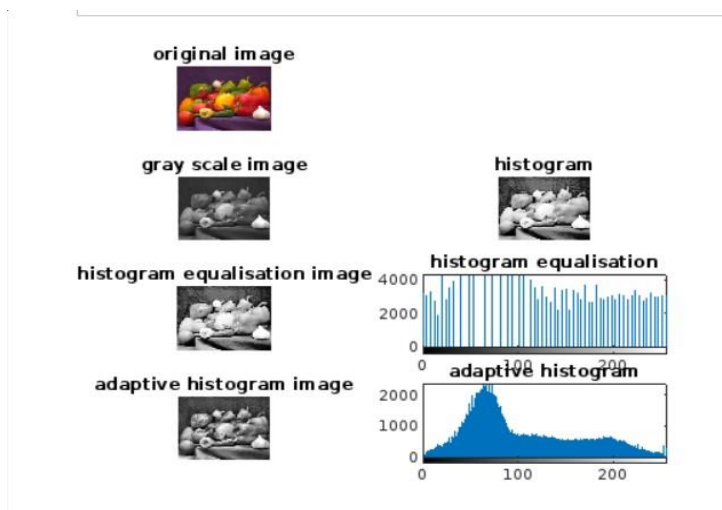 original image
gray scale image
histogram
histogram equalisation image
histogram equalisation
4000
2000
0
0
100
200
adaptive histogram image
adaptive histogram
2000
1000
0
0
100
200